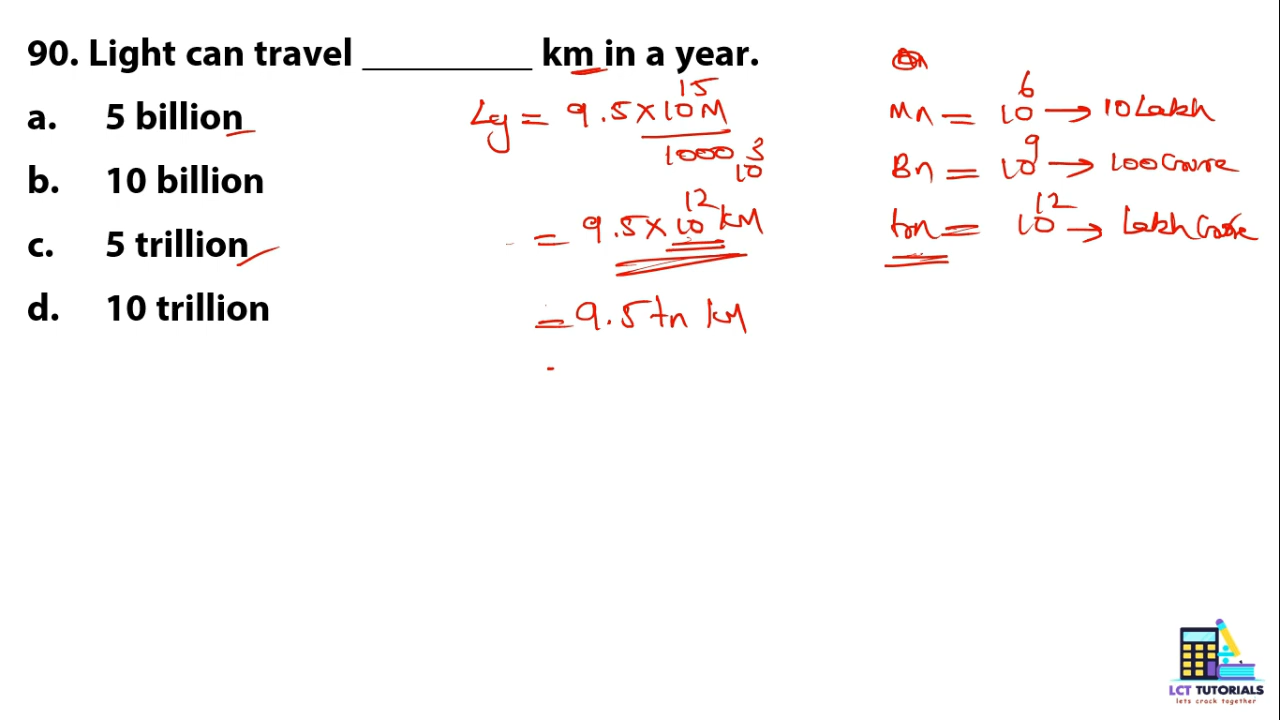 90. Light can travel __________ km in a year.
a. 5 billion
b. 10 billion
c. 5 trillion
d. 10 trillion
Ly = 9.5 × 10^15 M
1000 10^3
= 9.5 × 10^12 KM
= 9.5 tn KM
Mn = 10^6 → 10 Lakh
Bn = 10^9 → 100 Crore
= 10^12 → Lakh Crore
LCT TUTORIALS
lets crack together